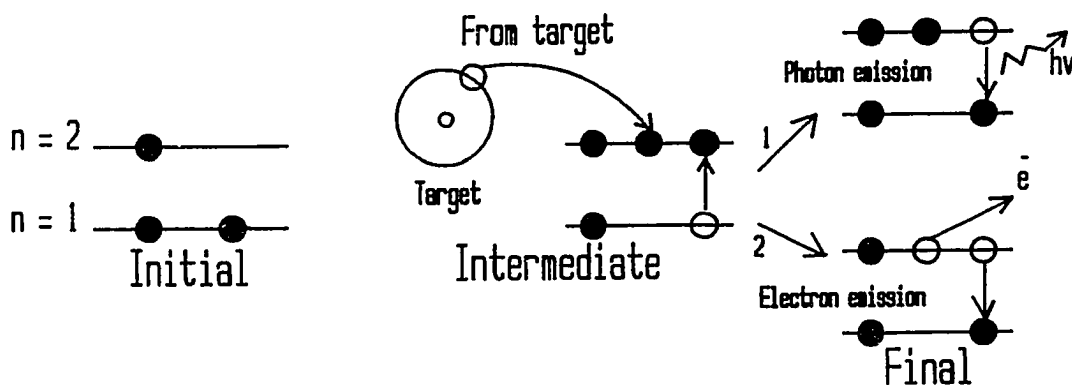 n = 2
n = 1
Initial
From target
Target
Intermediate
1
2
Photon emission
hν
ē
Electron emission
Final